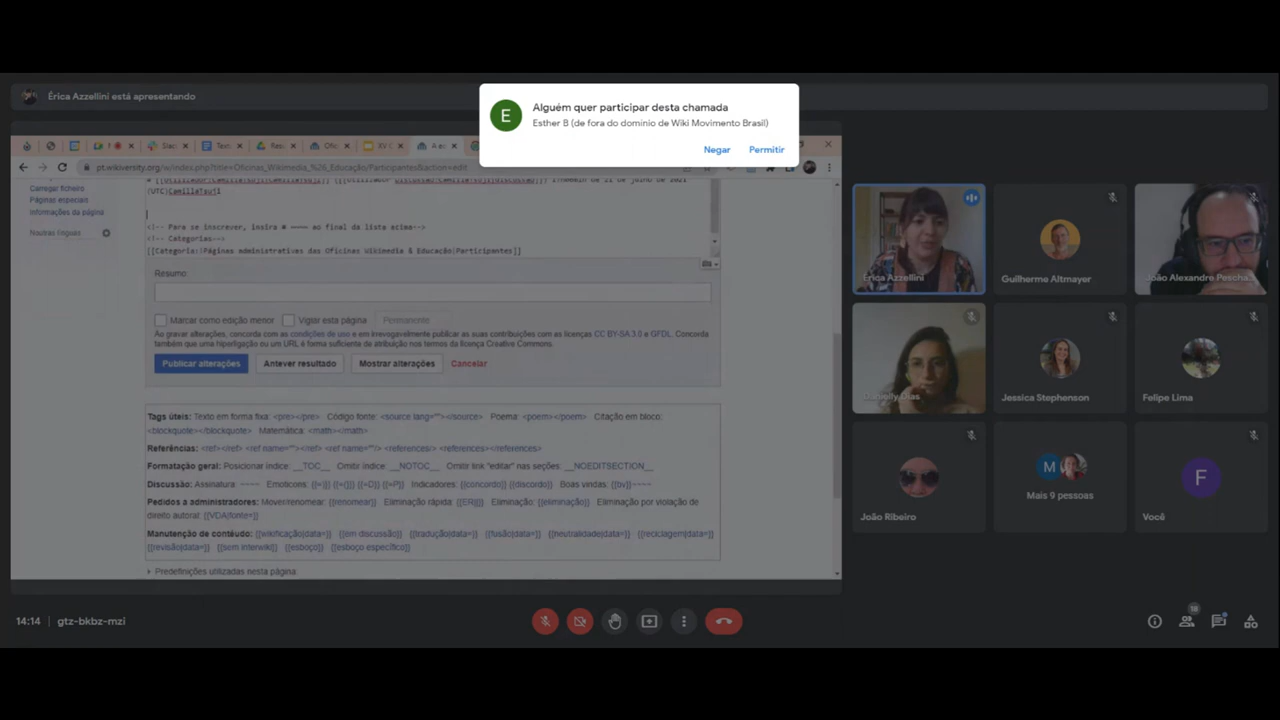 Érica Azzellini está apresentando
E
Alguém quer participar desta chamada
Esther B (de fora do domínio de Wiki Movimento Brasil)
Negar Permitir
pt.wikiversity.org/w/index.php?title=Oficinas_Wikimedia_%26_Educação/Participantes&action=edit
Carregar ficheiro
Páginas especiais
Informações da página
Noutras línguas
(UTC)CamillaTsuji
<!-- Para se inscrever, insira # ~~~~ ao final da lista acima-->
<!-- Categorias-->
[[Categoria:!Páginas administrativas das Oficinas Wikimedia & Educação|Participantes]]
Resumo:
Marcar como edição menor Vigiar esta página Permanente
Ao gravar alterações, concorda com as condições de uso e em irrevogavelmente publicar as suas contribuições com as licenças CC BY-SA 3.0 e GFDL. Concorda
também que uma hiperligação ou um URL é forma suficiente de atribuição nos termos da licença Creative Commons.
Publicar alterações Antever resultado Mostrar alterações Cancelar
Tags úteis: Texto em forma fixa: <pre></pre> Código fonte: <source lang=""></source> Poema: <poem></poem> Citação em bloco:
<blockquote></blockquote> Matemática: <math></math>
Referências: <ref></ref> <ref name=""></ref> <ref name=""/> <references/> <references></references>
Formatação geral: Posicionar índice: __TOC__ Omitir índice: __NOTOC__ Omitir link "editar" nas seções: __NOEDITSECTION__
Discussão: Assinatura: ~~~~ Emoticons: {{=)}} {{=(}} {{=D}} {{=P}} Indicadores: {{concordo}} {{discordo}} Boas vindas: {{bv}}~~~~
Pedidos a administradores: Mover/renomear: {{renomear}} Eliminação rápida: {{ER|}} Eliminação: {{eliminação}} Eliminação por violação de
direito autoral: {{VDA|fonte=}}
Manutenção de contéudo: {{wikificação|data=}} {{em discussão}} {{tradução|data=}} {{fusão|data=}} {{neutralidade|data=}} {{reciclagem|data=}}
{{revisão|data=}} {{sem interwiki}} {{esboço}} {{esboço específico}}
Predefinições utilizadas nesta página:
Érica Azzellini
Guilherme Altmayer
João Alexandre Pescha...
Danielly Dias
Jessica Stephenson
Felipe Lima
João Ribeiro
M
Mais 9 pessoas
F
Você
14:14 | gtz-bkbz-mzi
18